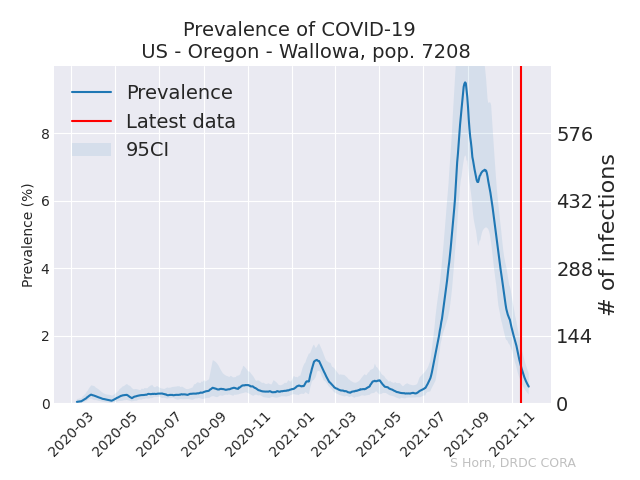 Prevalence of COVID-19
US - Oregon - Wallowa, pop. 7208
Prevalence
Latest data
95CI
Prevalence (%)
8
6
4
2
0
576
432
288
144
0
# of infections
2020-03
2020-05
2020-07
2020-09
2020-11
2021-01
2021-03
2021-05
2021-07
2021-09
2021-11
S Horn, DRDC CORA